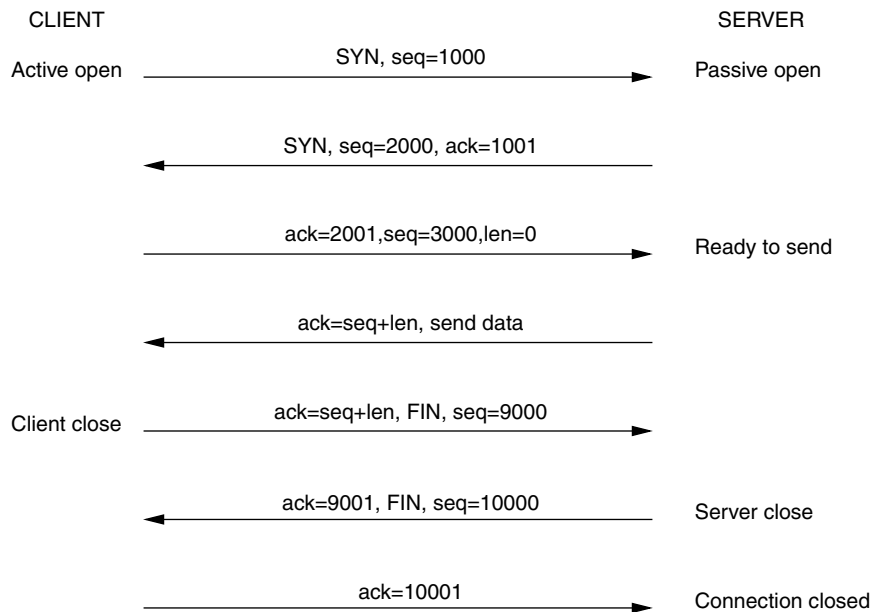 CLIENT
SERVER
Active open
SYN, seq=1000
Passive open
SYN, seq=2000, ack=1001
ack=2001,seq=3000,len=0
Ready to send
ack=seq+len, send data
Client close
ack=seq+len, FIN, seq=9000
ack=9001, FIN, seq=10000
Server close
ack=10001
Connection closed